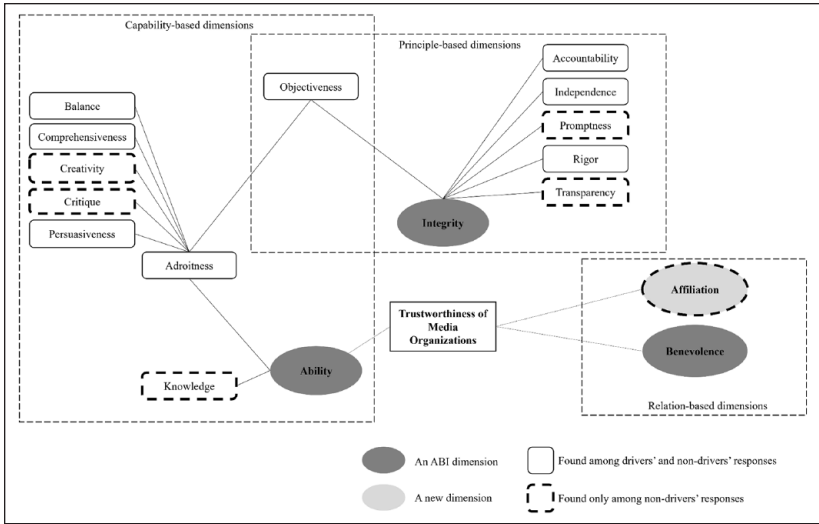 Capability-based dimensions
Principle-based dimensions
Objectiveness
Accountability
Independence
Promptness
Rigor
Transparency
Integrity
Balance
Comprehensiveness
Creativity
Critique
Persuasiveness
Adroitness
Knowledge
Ability
Trustworthiness of
Media
Organizations
Affiliation
Benevolence
Relation-based dimensions
An ABI dimension
Found among drivers' and non-drivers' responses
A new dimension
Found only among non-drivers' responses